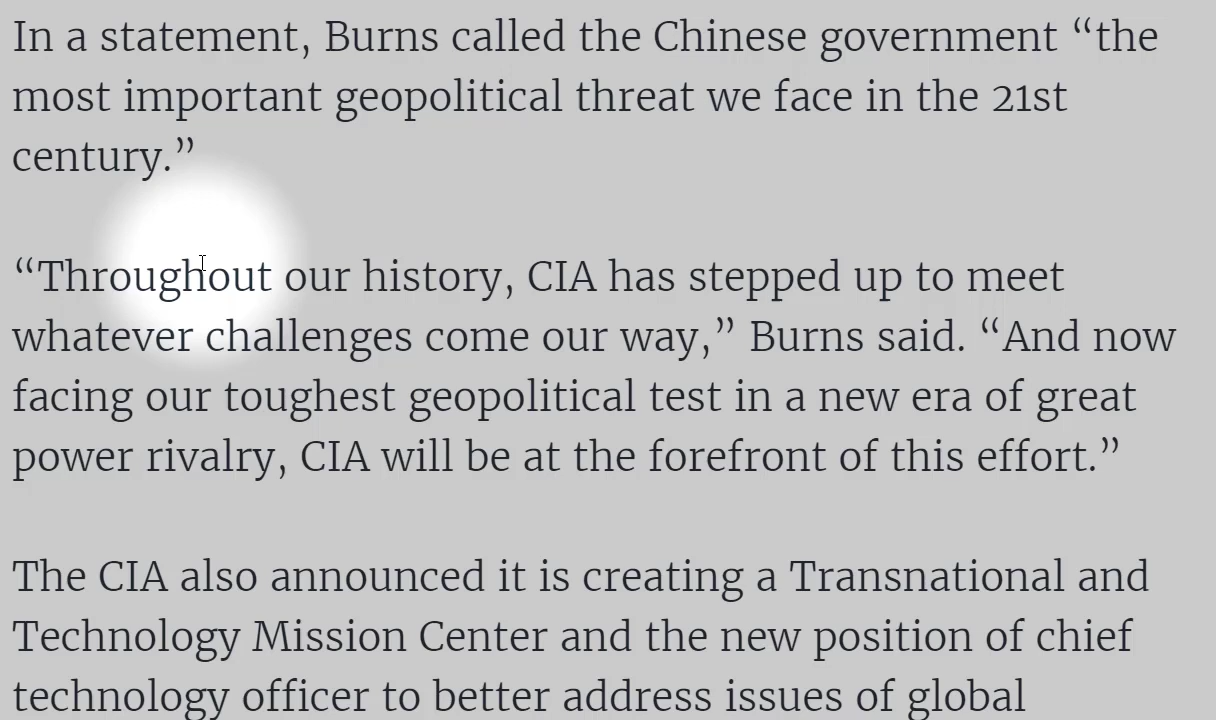 In a statement, Burns called the Chinese government “the
most important geopolitical threat we face in the 21st
century.”
“Throughout our history, CIA has stepped up to meet
whatever challenges come our way,” Burns said. “And now
facing our toughest geopolitical test in a new era of great
power rivalry, CIA will be at the forefront of this effort.”
The CIA also announced it is creating a Transnational and
Technology Mission Center and the new position of chief
technology officer to better address issues of global